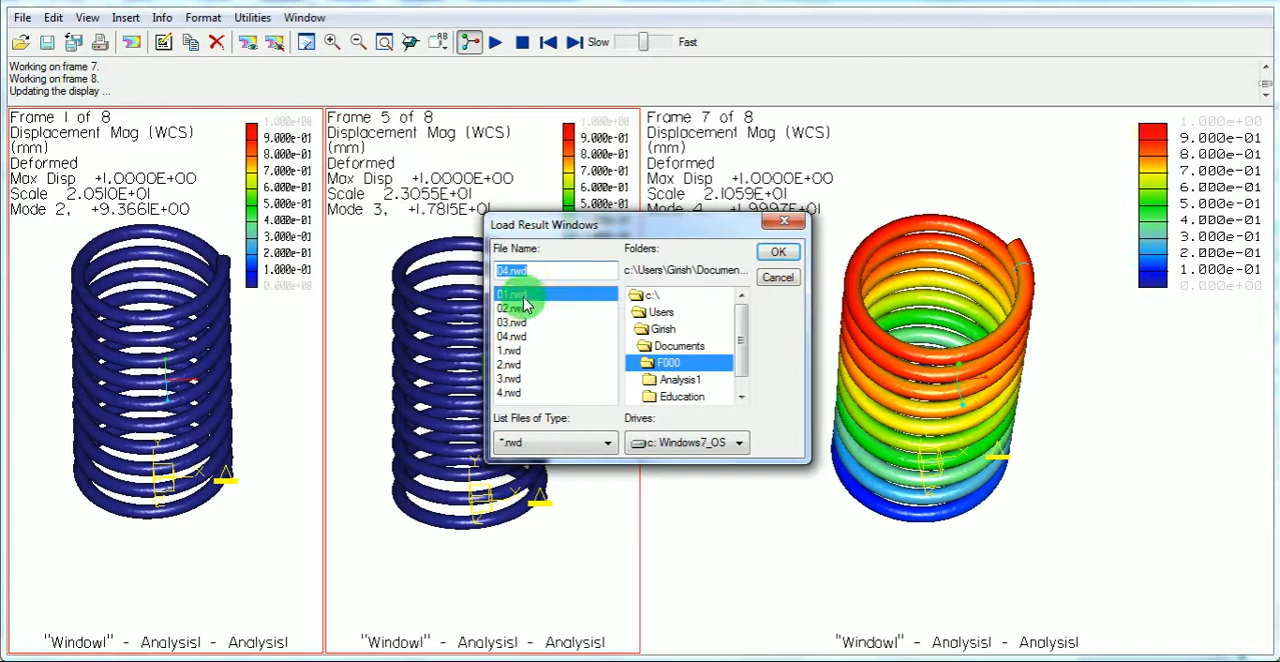 File Edit View Insert Info Format Utilities Window
Slow Fast
Working on frame 7.
Working on frame 8.
Updating the display ...
Frame 1 of 8
Displacement Mag (WCS)
(mm)
Deformed
Max Disp +1.0000E+00
Scale 2.0510E+01
Mode 2, +9.3661E+00
1.000e+00
9.000e-01
8.000e-01
7.000e-01
6.000e-01
5.000e-01
4.000e-01
3.000e-01
2.000e-01
1.000e-01
0.000e+00
"Window1" - Analysis1 - Analysis1
Frame 5 of 8
Displacement Mag (WCS)
(mm)
Deformed
Max Disp +1.0000E+00
Scale 2.3055E+01
Mode 3, +1.7815E+01
1.000e+00
9.000e-01
8.000e-01
7.000e-01
6.000e-01
"Window1" - Analysis1 - Analysis1
Frame 7 of 8
Displacement Mag (WCS)
(mm)
Deformed
Max Disp +1.0000E+00
Scale 2.1059E+01
1.000e+00
9.000e-01
8.000e-01
7.000e-01
6.000e-01
5.000e-01
4.000e-01
3.000e-01
2.000e-01
1.000e-01
0.000e+00
"Window1" - Analysis1 - Analysis1
Load Result Windows
File Name:
04.rwd
01.rwd
02.rwd
03.rwd
04.rwd
1.rwd
2.rwd
3.rwd
4.rwd
List Files of Type:
*.rwd
Folders:
c:\Users\Girish\Documen...
c:\
Users
Girish
Documents
F000
Analysis1
Education
Drives:
c: Windows7_OS
OK
Cancel